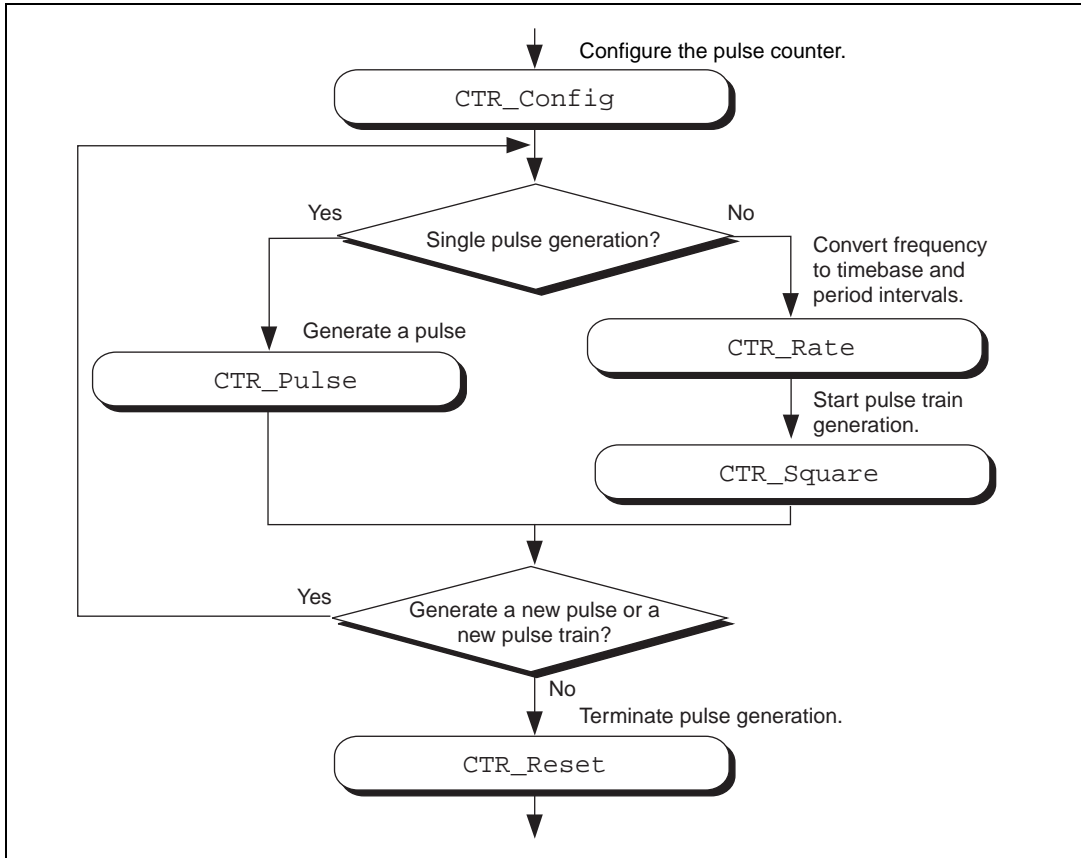 Configure the pulse counter.
CTR_Config
Yes
No
Single pulse generation?
Convert frequency
to timebase and
period intervals.
Generate a pulse
CTR_Rate
CTR_Pulse
Start pulse train
generation.
CTR_Square
Yes
Generate a new pulse or a
new pulse train?
No
Terminate pulse generation.
CTR_Reset